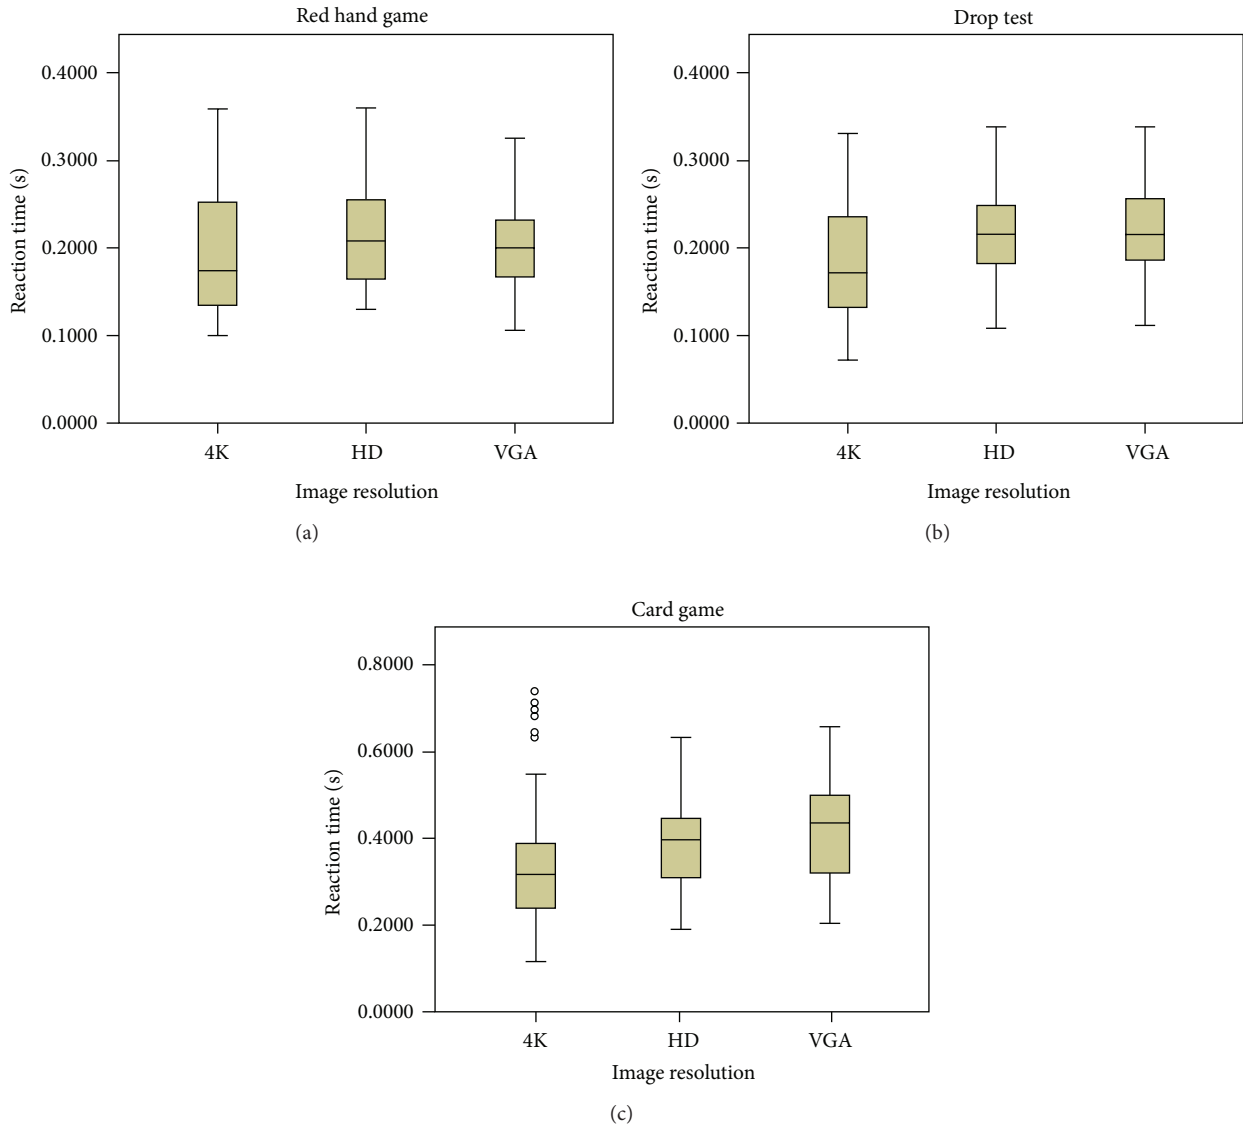 Red hand game
Reaction time (s)
0.4000
0.3000
0.2000
0.1000
0.0000
4K HD VGA
Image resolution
(a)
Drop test
Reaction time (s)
0.4000
0.3000
0.2000
0.1000
0.0000
4K HD VGA
Image resolution
(b)
Card game
Reaction time (s)
0.8000
0.6000
0.4000
0.2000
0.0000
4K HD VGA
Image resolution
(c)